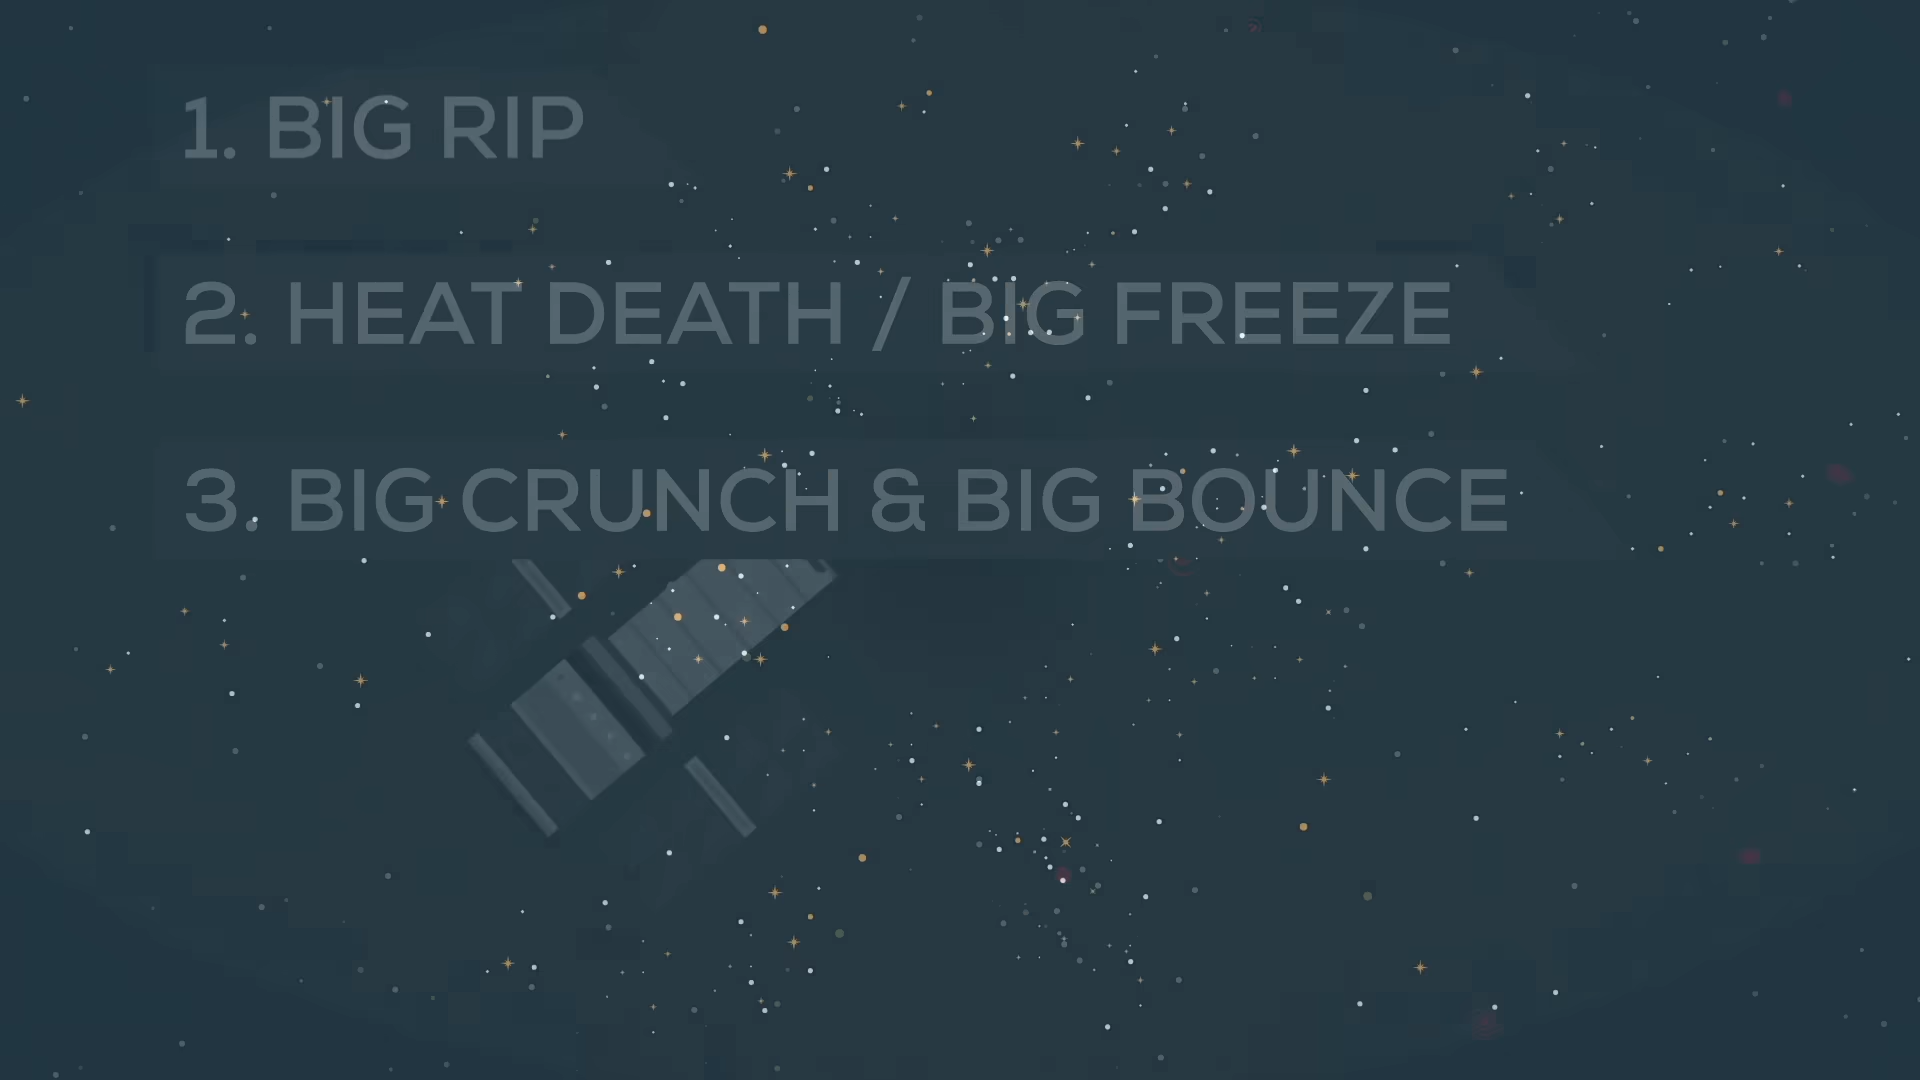 1. BIG RIP
2. HEAT DEATH / BIG FREEZE
3. BIG CRUNCH & BIG BOUNCE